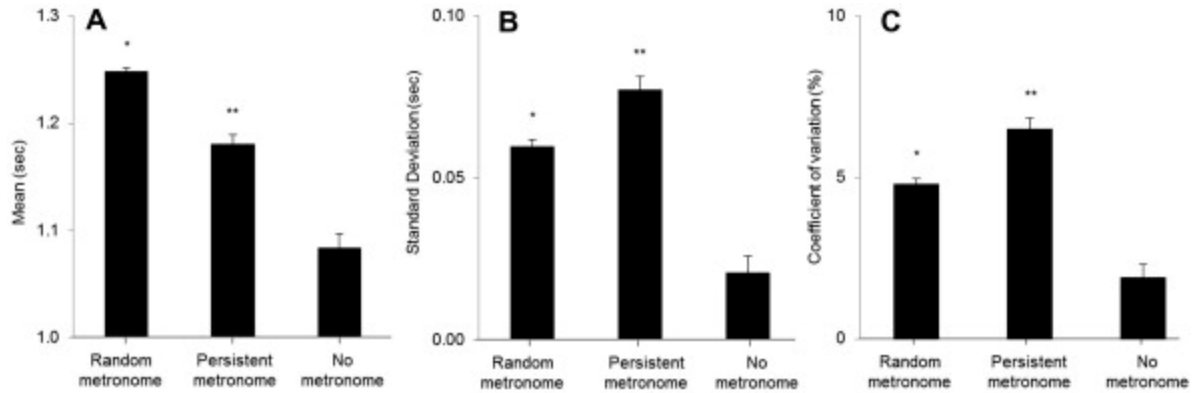 A
1.3
1.2
1.1
1.0
Mean (sec)
*
**
Random metronome
Persistent metronome
No metronome
B
0.10
0.05
0.00
Standard Deviation (sec)
*
**
Random metronome
Persistent metronome
No metronome
C
10
5
0
Coefficient of variation (%)
*
**
Random metronome
Persistent metronome
No metronome